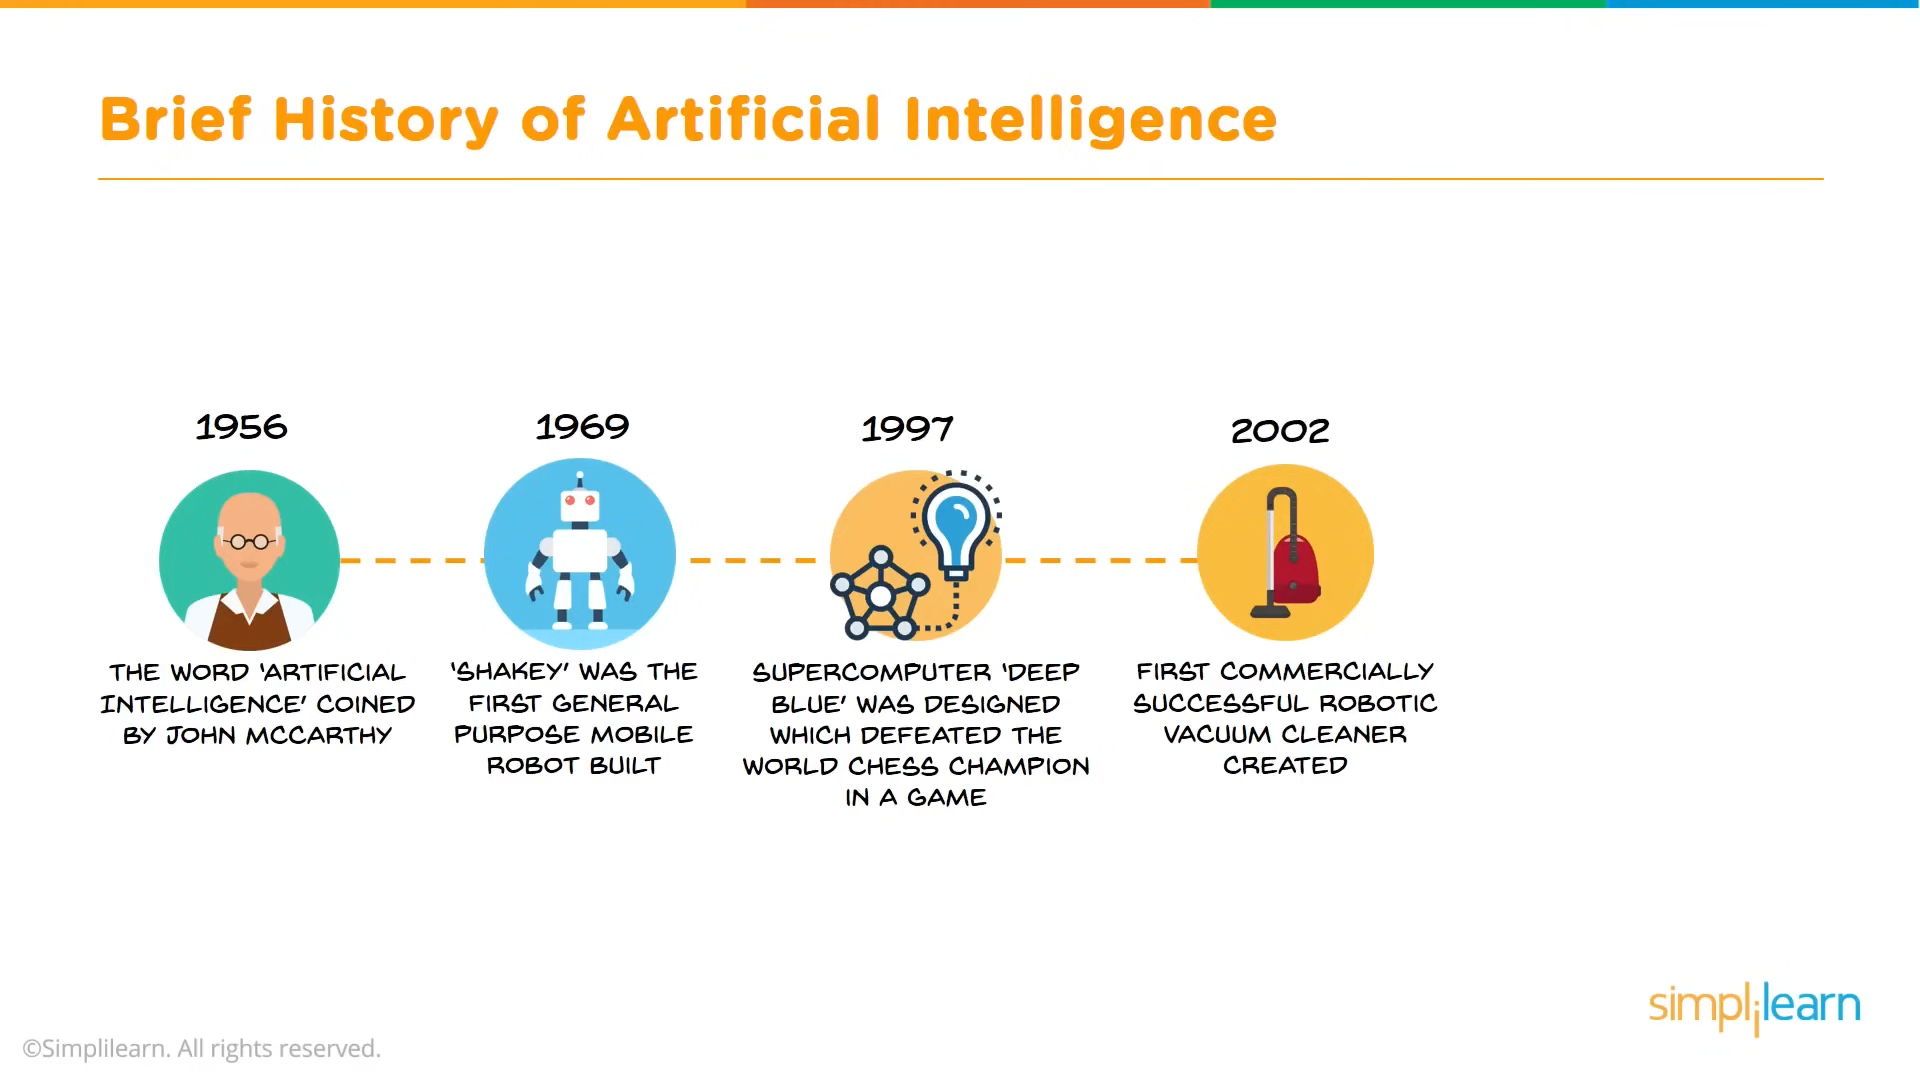 Brief History of Artificial Intelligence
1956
1969
1997
2002
THE WORD 'ARTIFICIAL
INTELLIGENCE' COINED
BY JOHN MCCARTHY
'SHAKEY' WAS THE
FIRST GENERAL
PURPOSE MOBILE
ROBOT BUILT
SUPERCOMPUTER 'DEEP
BLUE' WAS DESIGNED
WHICH DEFEATED THE
WORLD CHESS CHAMPION
IN A GAME
FIRST COMMERCIALLY
SUCCESSFUL ROBOTIC
VACUUM CLEANER
CREATED
simplilearn
©Simplilearn. All rights reserved.